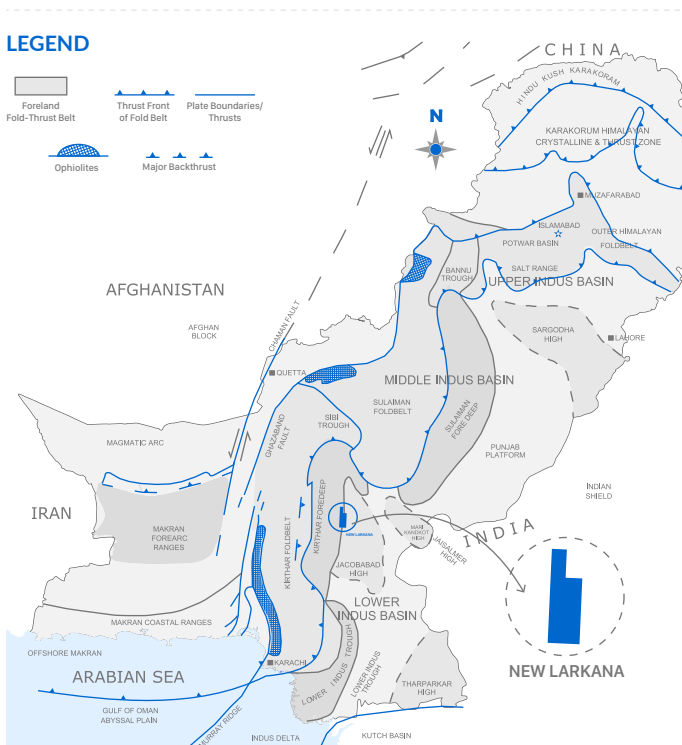 LEGEND
Foreland
Fold-Thrust Belt
Thrust Front
of Fold Belt
Plate Boundaries/
Thrusts
Ophiolites
Major Backthrust
N
CHINA
HINDU KUSH KARAKORAM
KARAKORUM HIMALAYAN
CRYSTALLINE & THRUST ZONE
MUZAFARABAD
ISLAMABAD
OUTER HIMALAYAN
FOLDBELT
POTWAR BASIN
BANNU
TROUGH
SALT RANGE
UPPER INDUS BASIN
AFGHANISTAN
AFGHAN
BLOCK
CHAMAN FAULT
SARGODHA
HIGH
LAHORE
QUETTA
MIDDLE INDUS BASIN
SULAIMAN
FOLDBELT
SULAIMAN
FORE DEEP
SIBI
TROUGH
GHAZABAND
FAULT
MAGMATIC ARC
PUNJAB
PLATFORM
INDIAN
SHIELD
IRAN
MAKRAN
FOREARC
RANGES
KIRTHAR FOLDBELT
KIRTHAR FOREDEEP
NEW LARKANA
MARI
KANDKOT
HIGH
JAISALMER
HIGH
INDIA
JACOBABAD
HIGH
LOWER
INDUS BASIN
MAKRAN COASTAL RANGES
OFFSHORE MAKRAN
ARABIAN SEA
KARACHI
LOWER INDUS TROUGH
LOWER INDUS
TROUGH
THARPARKAR
HIGH
NEW LARKANA
GULF OF OMAN
ABYSSAL PLAIN
MURRAY RIDGE
INDUS DELTA
KUTCH BASIN